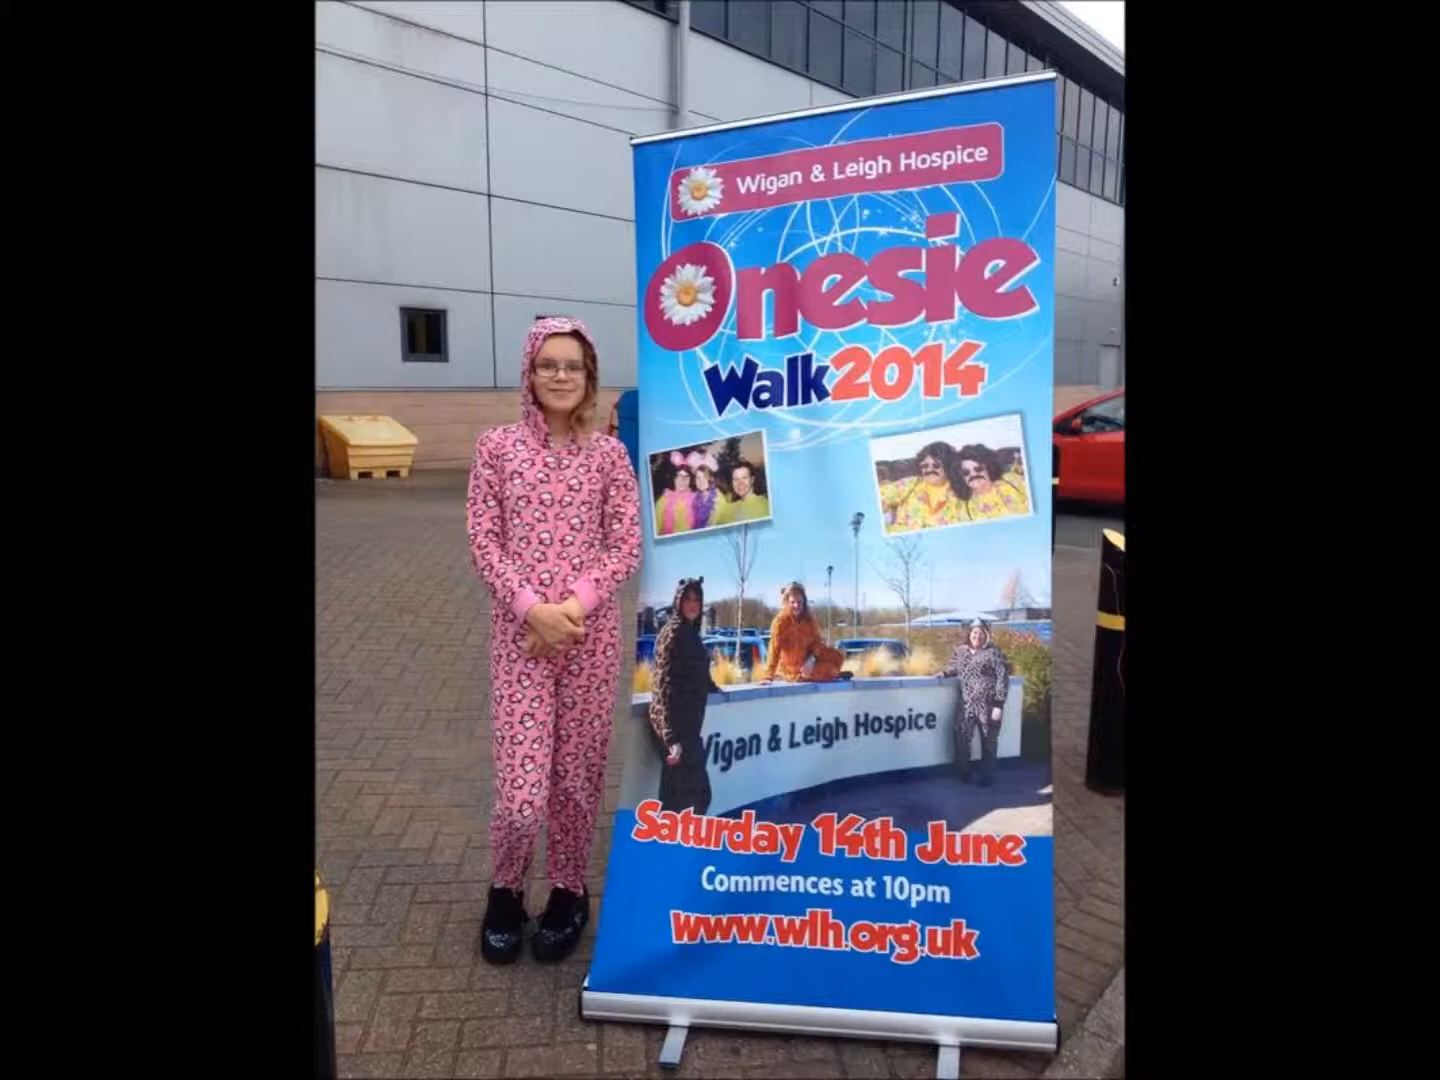 Wigan & Leigh Hospice
Onesie
Walk2014
Wigan & Leigh Hospice
Saturday 14th June
Commences at 10pm
www.wlh.org.uk